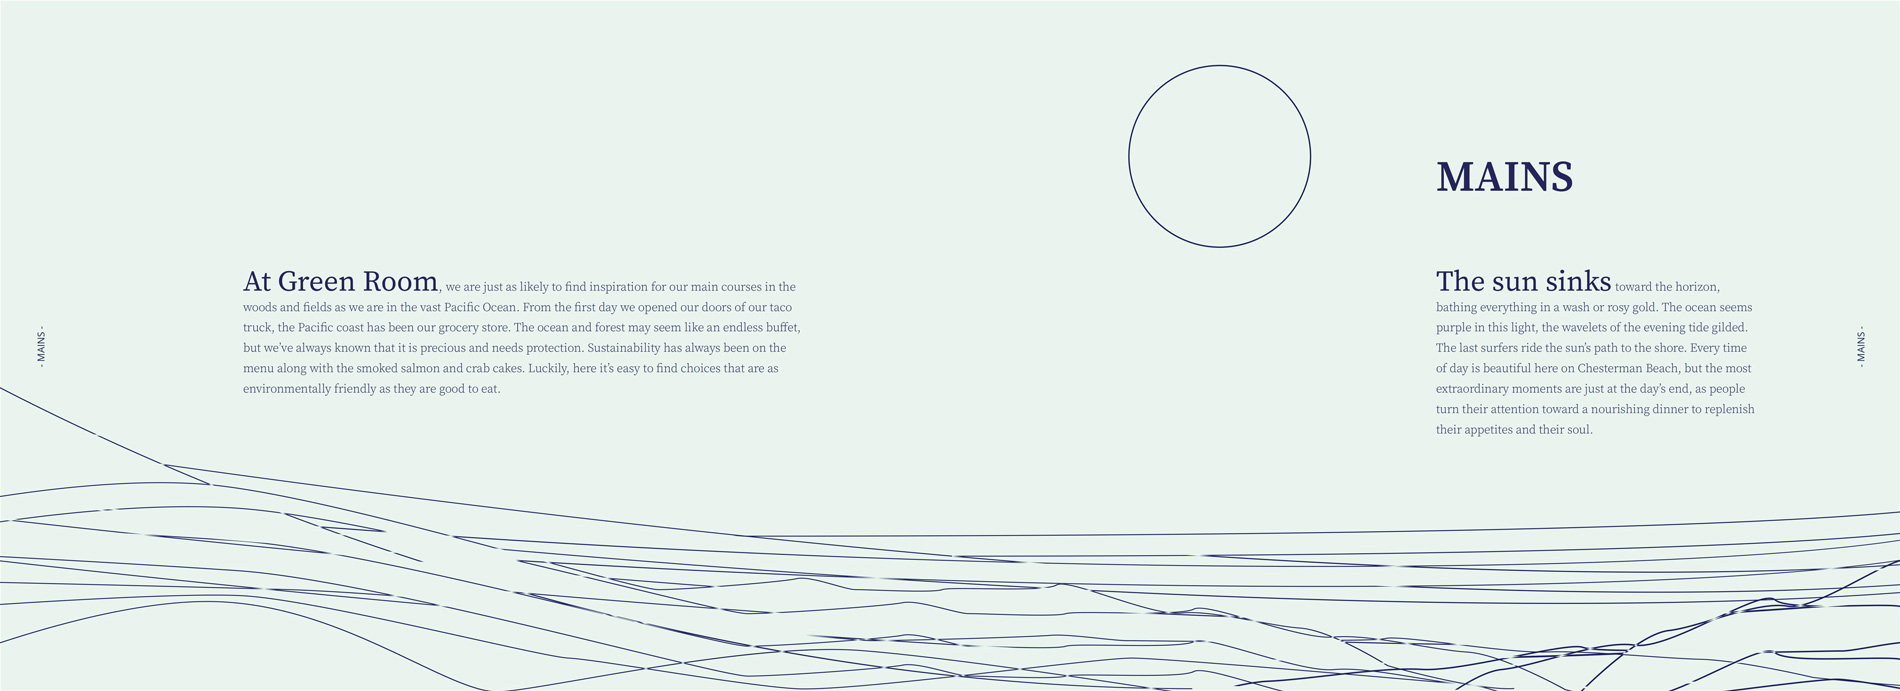 - MAINS -
At Green Room, we are just as likely to find inspiration for our main courses in the
woods and fields as we are in the vast Pacific Ocean. From the first day we opened our doors of our taco
truck, the Pacific coast has been our grocery store. The ocean and forest may seem like an endless buffet,
but we’ve always known that it is precious and needs protection. Sustainability has always been on the
menu along with the smoked salmon and crab cakes. Luckily, here it’s easy to find choices that are as
environmentally friendly as they are good to eat.
MAINS
The sun sinks toward the horizon,
bathing everything in a wash or rosy gold. The ocean seems
purple in this light, the wavelets of the evening tide gilded.
The last surfers ride the sun’s path to the shore. Every time
of day is beautiful here on Chesterman Beach, but the most
extraordinary moments are just at the day’s end, as people
turn their attention toward a nourishing dinner to replenish
their appetites and their soul.
- MAINS -